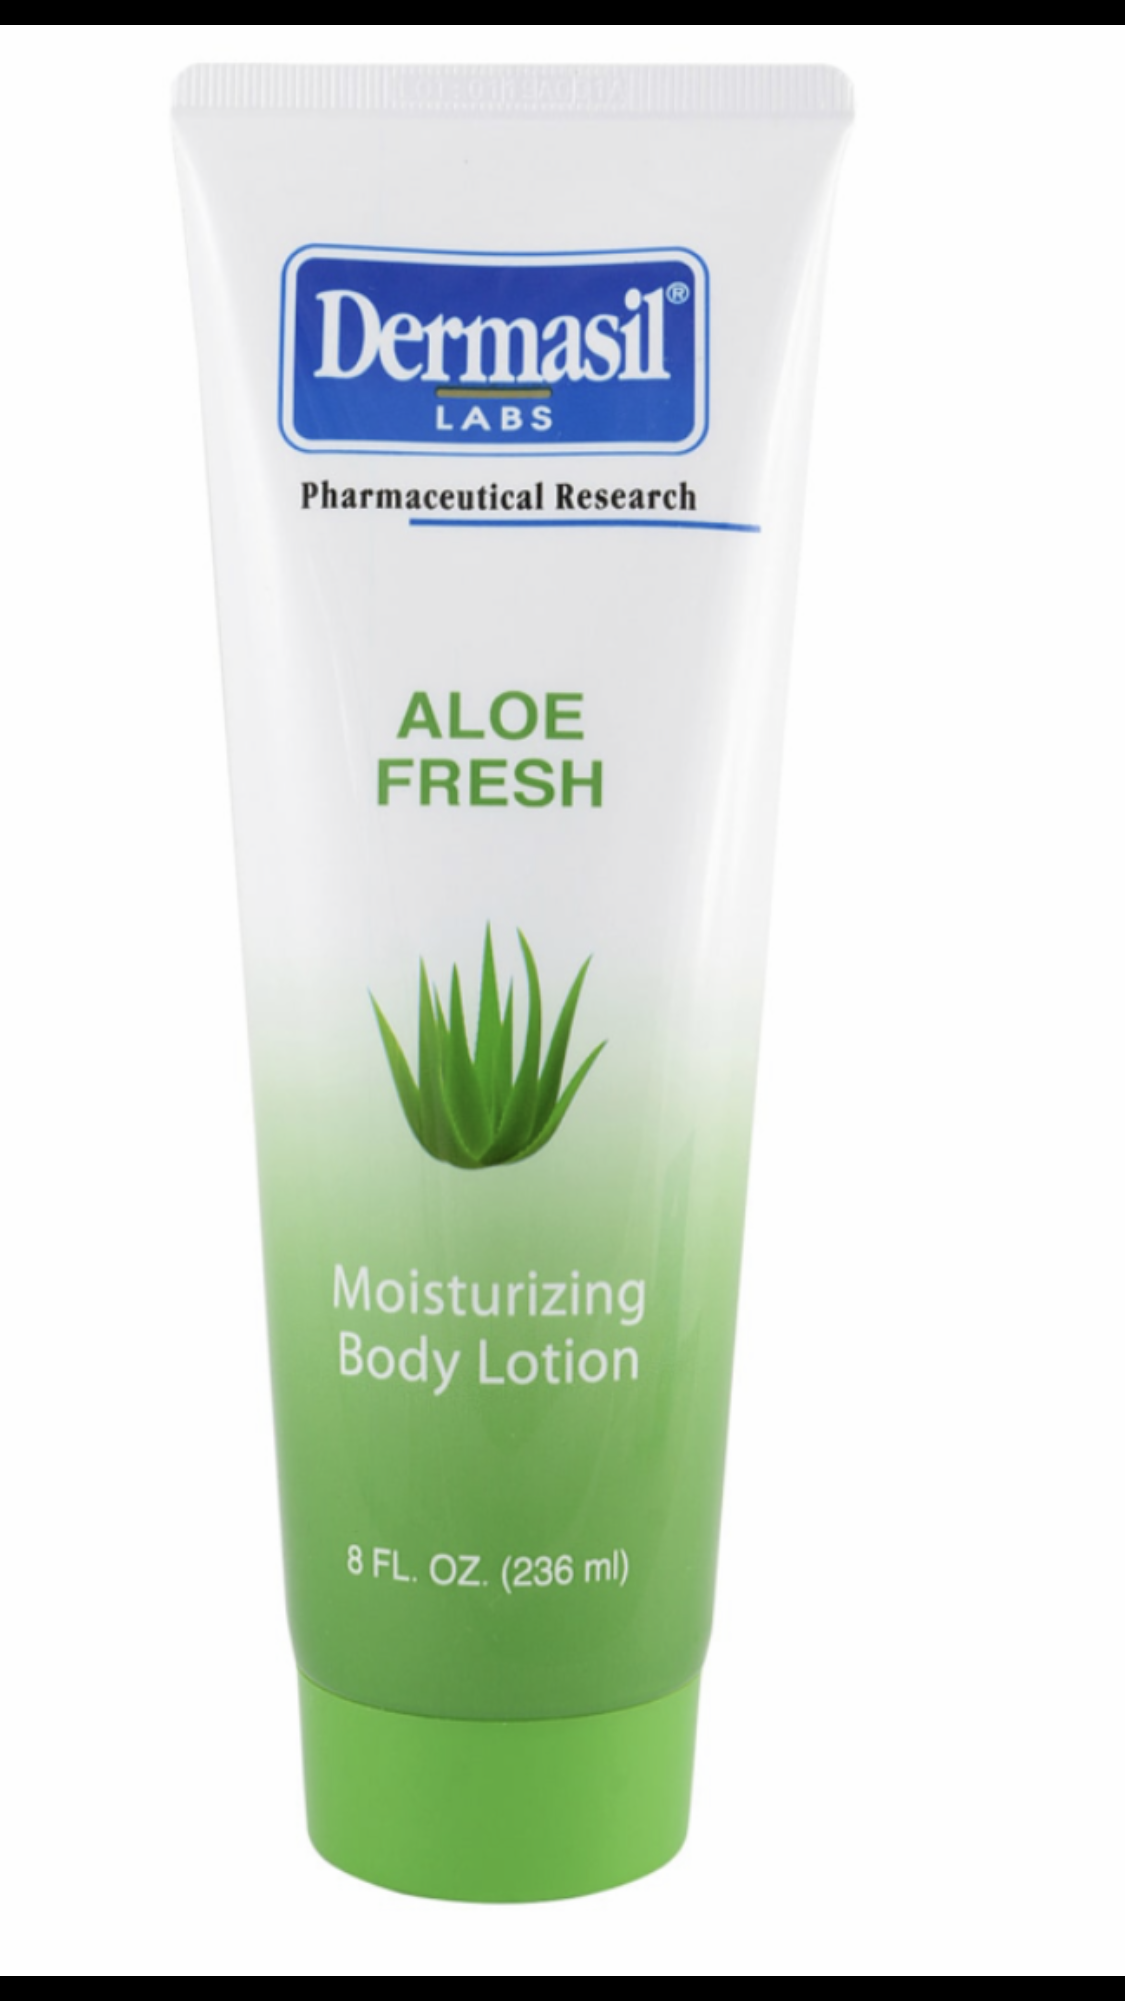 Dermasil®
LABS
Pharmaceutical Research
ALOE
FRESH
Moisturizing
Body Lotion
8 FL. OZ. (236 ml)